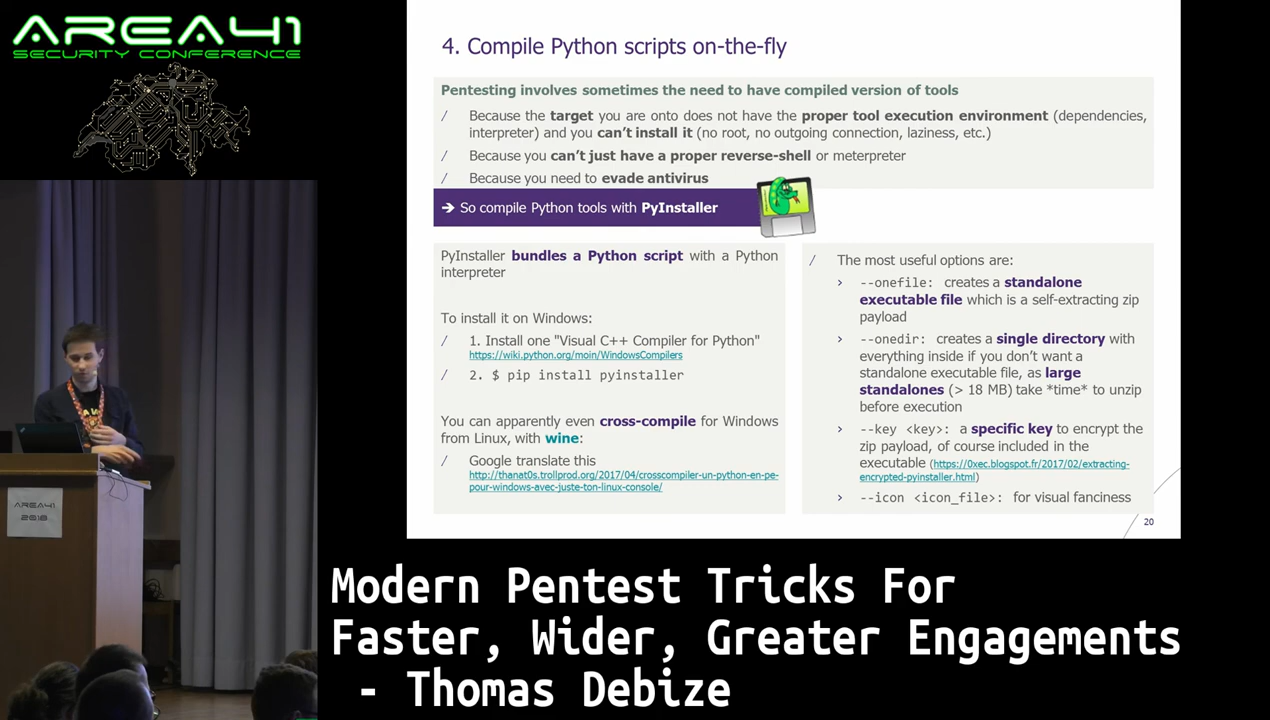 AREA41
SECURITY CONFERENCE
4. Compile Python scripts on-the-fly
Pentesting involves sometimes the need to have compiled version of tools
/ Because the target you are onto does not have the proper tool execution environment (dependencies,
interpreter) and you can't install it (no root, no outgoing connection, laziness, etc.)
/ Because you can't just have a proper reverse-shell or meterpreter
/ Because you need to evade antivirus
➔ So compile Python tools with PyInstaller
PyInstaller bundles a Python script with a Python
interpreter
To install it on Windows:
/ 1. Install one "Visual C++ Compiler for Python"
https://wiki.python.org/moin/WindowsCompilers
/ 2. $ pip install pyinstaller
You can apparently even cross-compile for Windows
from Linux, with wine:
/ Google translate this
http://thanat0s.trollprod.org/2017/04/crosscompiler-un-python-en-pe-
pour-windows-avec-juste-ton-linux-console/
/ The most useful options are:
› --onefile: creates a standalone
executable file which is a self-extracting zip
payload
› --onedir: creates a single directory with
everything inside if you don't want a
standalone executable file, as large
standalones (> 18 MB) take *time* to unzip
before execution
› --key <key>: a specific key to encrypt the
zip payload, of course included in the
executable (https://0xec.blogspot.fr/2017/02/extracting-
encrypted-pyinstaller.html)
› --icon <icon_file>: for visual fanciness
20
AREA41
2018
Modern Pentest Tricks For
Faster, Wider, Greater Engagements
- Thomas Debize